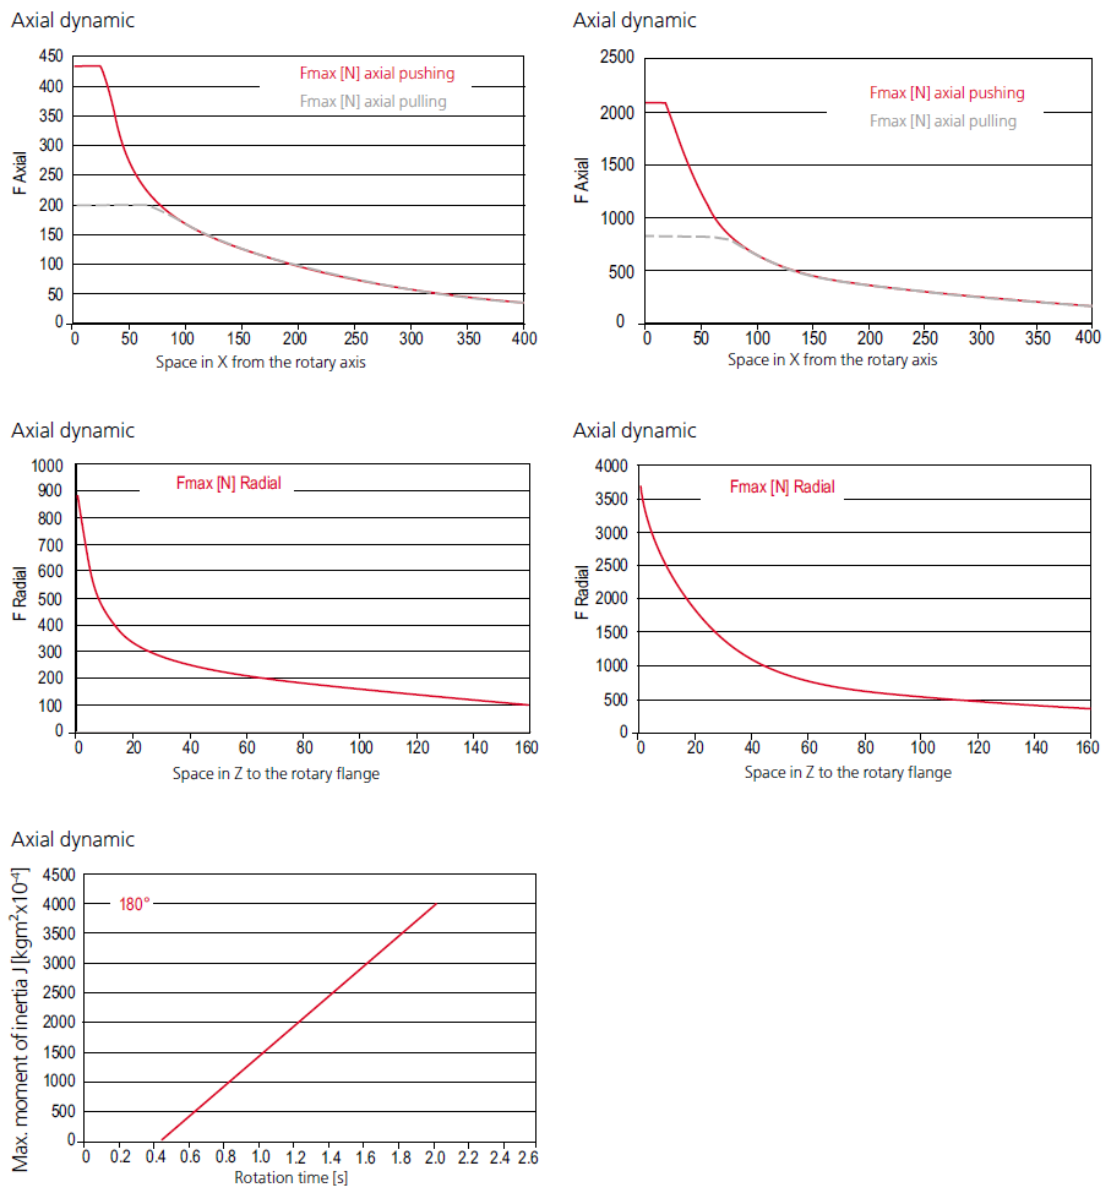 Axial dynamic
450
400
350
300
250
200
150
100
50
0
F Axial
Fmax [N] axial pushing
Fmax [N] axial pulling
0 50 100 150 200 250 300 350 400
Space in X from the rotary axis
Axial dynamic
2500
2000
1500
1000
500
0
F Axial
Fmax [N] axial pushing
Fmax [N] axial pulling
0 50 100 150 200 250 300 350 400
Space in X from the rotary axis
Axial dynamic
1000
900
800
700
600
500
400
300
200
100
0
F Radial
Fmax [N] Radial
0 20 40 60 80 100 120 140 160
Space in Z to the rotary flange
Axial dynamic
4000
3500
3000
2500
2000
1500
1000
500
0
F Radial
Fmax [N] Radial
0 20 40 60 80 100 120 140 160
Space in Z to the rotary flange
Axial dynamic
4500
4000
3500
3000
2500
2000
1500
1000
500
0
Max. moment of inertia J [kgm²x10⁻⁴]
180°
0 0.2 0.4 0.6 0.8 1.0 1.2 1.4 1.6 1.8 2.0 2.2 2.4 2.6
Rotation time [s]